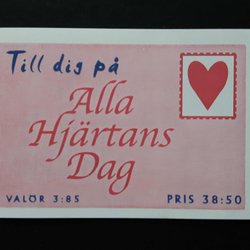 Till dig på
Alla
Hjärtans
Dag
VALÖR 3:85 PRIS 38:50